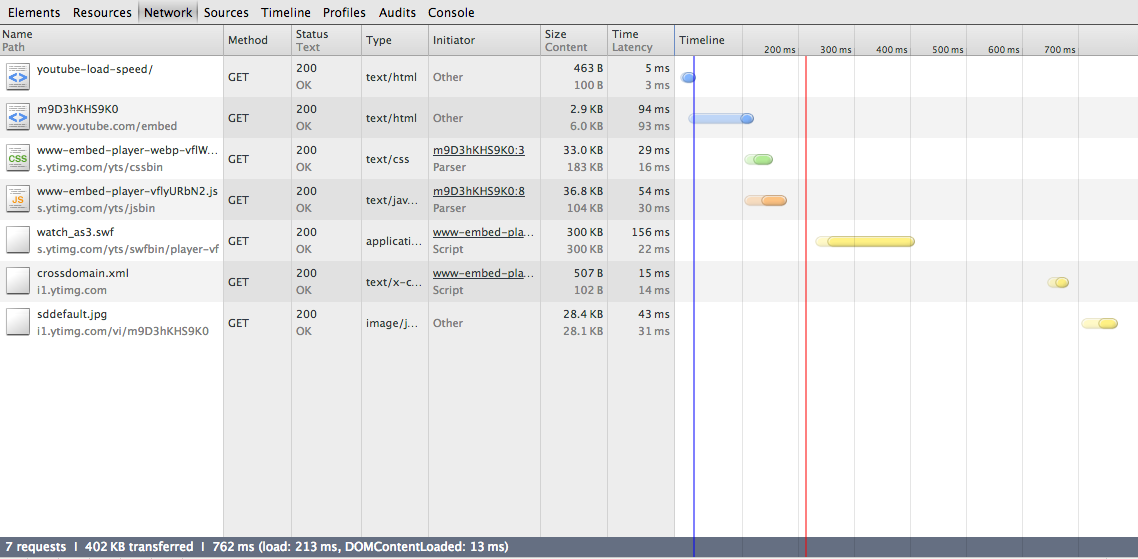 Elements Resources Network Sources Timeline Profiles Audits Console
Name Method Status Type Initiator Size Time Timeline
Path Text Content Latency 200 ms 300 ms 400 ms 500 ms 600 ms 700 ms
youtube-load-speed/ GET 200 text/html Other 463 B 5 ms
OK 100 B 3 ms
m9D3hKHS9K0 GET 200 text/html Other 2.9 KB 94 ms
www.youtube.com/embed OK 6.0 KB 93 ms
www-embed-player-webp-vflW... GET 200 text/css m9D3hKHS9K0:3 33.0 KB 29 ms
CSS s.ytimg.com/yts/cssbin OK Parser 183 KB 16 ms
www-embed-player-vflyURbN2.js GET 200 text/jav... m9D3hKHS9K0:8 36.8 KB 54 ms
JS s.ytimg.com/yts/jsbin OK Parser 104 KB 30 ms
watch_as3.swf GET 200 applicati... www-embed-pla... 300 KB 156 ms
s.ytimg.com/yts/swfbin/player-vf OK Script 300 KB 22 ms
crossdomain.xml GET 200 text/x-c... www-embed-pla... 507 B 15 ms
i1.ytimg.com OK Script 102 B 14 ms
sddefault.jpg GET 200 image/j... Other 28.4 KB 43 ms
i1.ytimg.com/vi/m9D3hKHS9K0 OK 28.1 KB 31 ms
7 requests I 402 KB transferred I 762 ms (load: 213 ms, DOMContentLoaded: 13 ms)